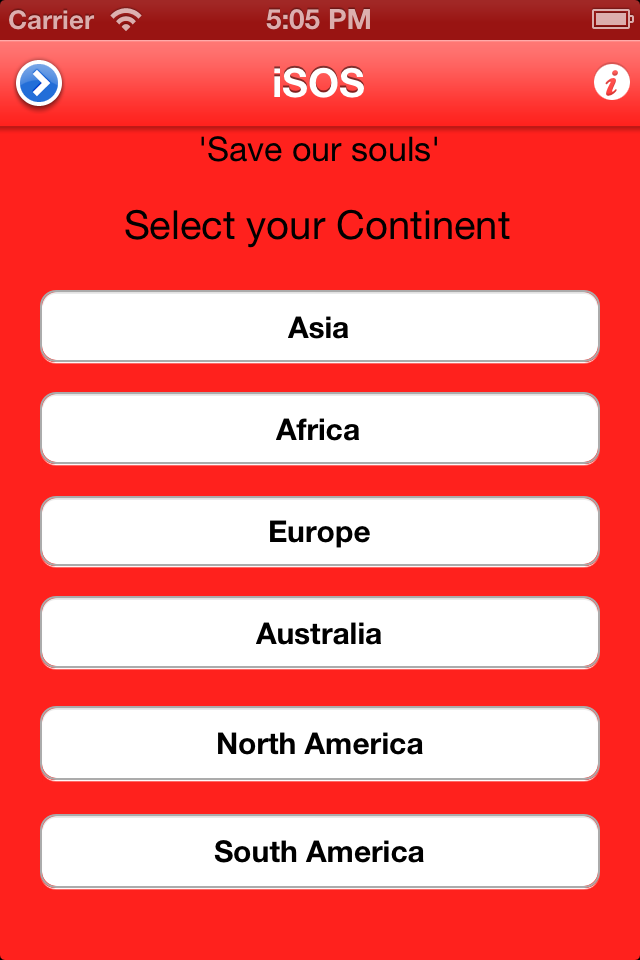 Carrier 5:05 PM
iSOS
'Save our souls'
Select your Continent
Asia
Africa
Europe
Australia
North America
South America